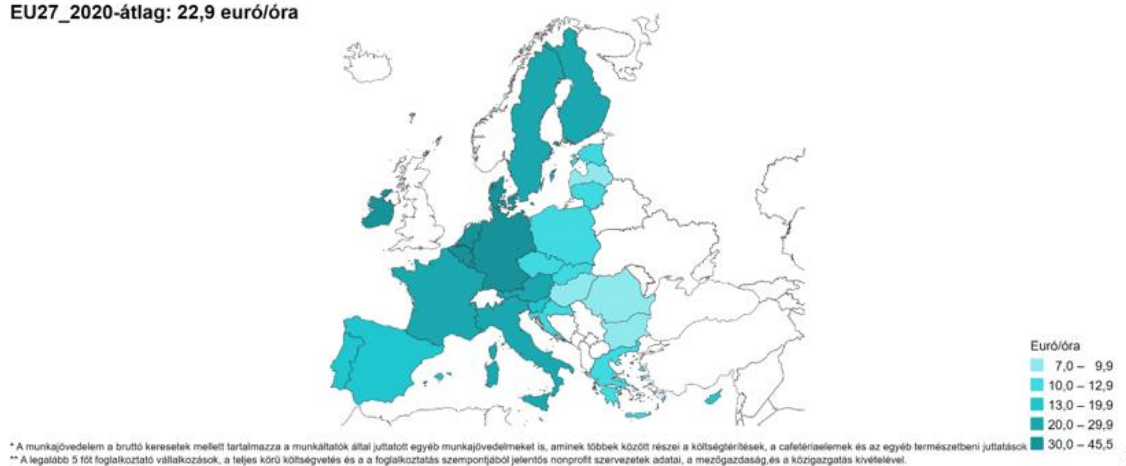 EU27_2020-átlag: 22,9 euró/óra
Euró/óra
7,0 – 9,9
10,0 – 12,9
13,0 – 19,9
20,0 – 29,9
30,0 – 45,5
* A munkajövedelem a bruttó keresetek mellett tartalmazza a munkáltatók által juttatott egyéb munkajövedelmeket is, aminek többek között részei a költségtérítések, a cafetériaelemek és az egyéb természetbeni juttatások
** A legalább 5 főt foglalkoztató vállalkozások, a teljes körű költségvetés és a a foglalkoztatás szempontjából jelentős nonprofit szervezetek adatai, a mezőgazdaság,és a közigazgatás kivételével.